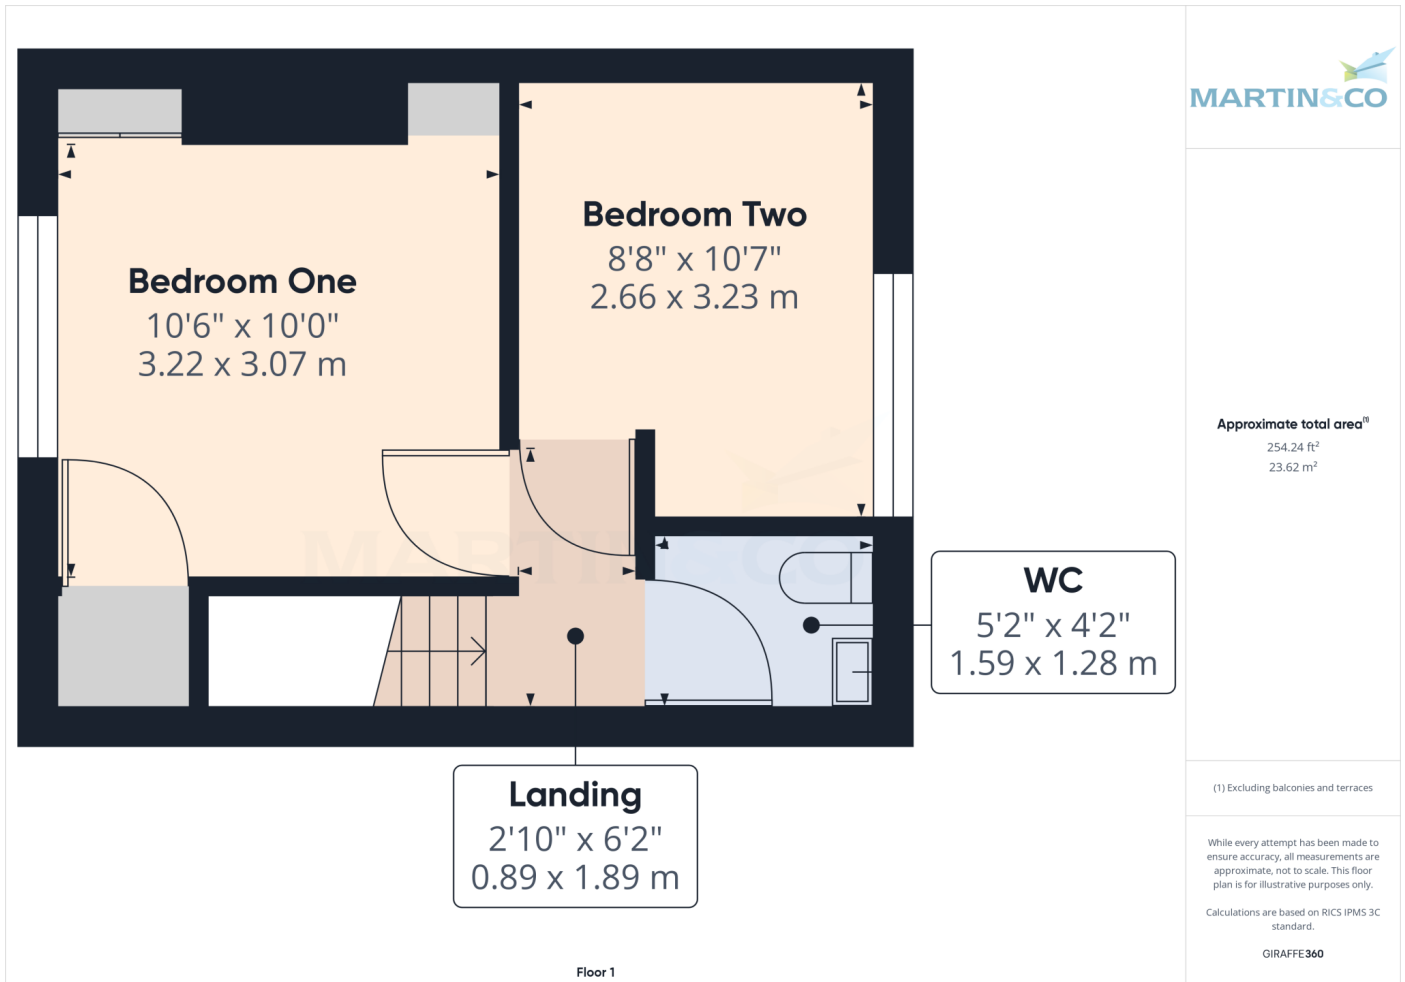 Bedroom One
10'6" x 10'0"
3.22 x 3.07 m
Bedroom Two
8'8" x 10'7"
2.66 x 3.23 m
WC
5'2" x 4'2"
1.59 x 1.28 m
Landing
2'10" x 6'2"
0.89 x 1.89 m
Floor 1
MARTIN&CO
MARTIN&CO
Approximate total area(1)
254.24 ft²
23.62 m²
(1) Excluding balconies and terraces
While every attempt has been made to
ensure accuracy, all measurements are
approximate, not to scale. This floor
plan is for illustrative purposes only.
Calculations are based on RICS IPMS 3C
standard.
GIRAFFE360